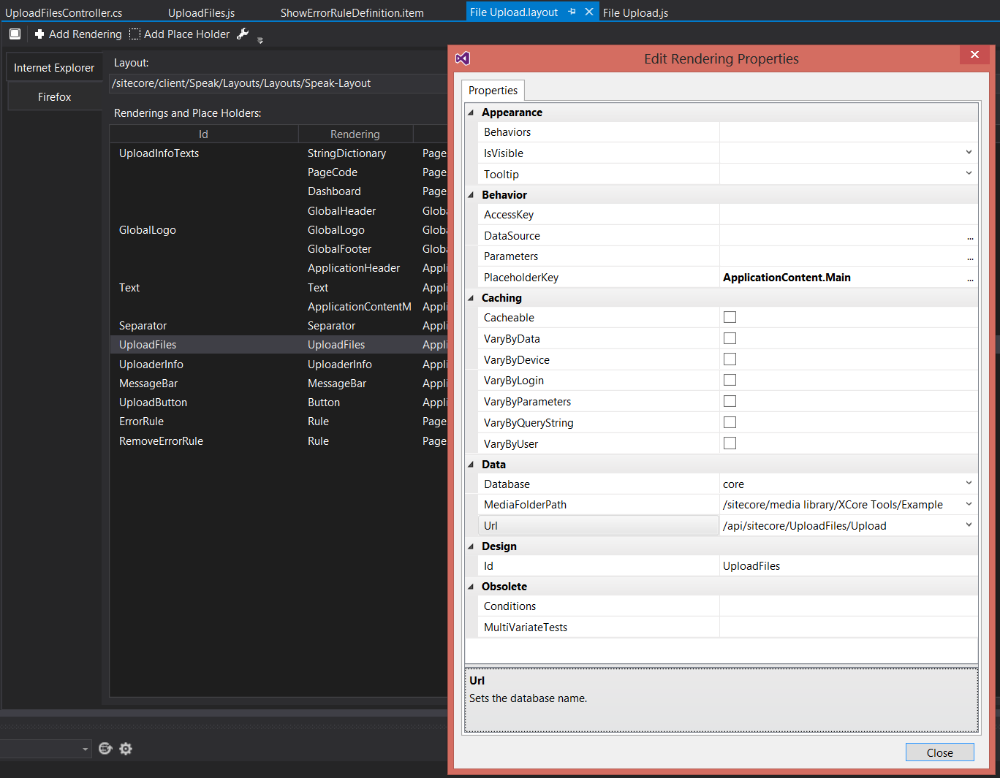 UploadFilesController.cs UploadFiles.js ShowErrorRuleDefinition.item File Upload.layout File Upload.js
Add Rendering Add Place Holder
Internet Explorer
Firefox
Layout:
/sitecore/client/Speak/Layouts/Layouts/Speak-Layout
Renderings and Place Holders:
Id Rendering
UploadInfoTexts StringDictionary Page
PageCode Page
Dashboard Page
GlobalHeader Globa
GlobalLogo GlobalLogo Globa
GlobalFooter Globa
ApplicationHeader Appli
Text Text Appli
ApplicationContentM Appli
Separator Separator Appli
UploadFiles UploadFiles Appli
UploaderInfo UploaderInfo Appli
MessageBar MessageBar Appli
UploadButton Button Appli
ErrorRule Rule Page
RemoveErrorRule Rule Page
Edit Rendering Properties
Properties
Appearance
Behaviors
IsVisible
Tooltip
Behavior
AccessKey
DataSource ...
Parameters ...
PlaceholderKey ApplicationContent.Main ...
Caching
Cacheable
VaryByData
VaryByDevice
VaryByLogin
VaryByParameters
VaryByQueryString
VaryByUser
Data
Database core
MediaFolderPath /sitecore/media library/XCore Tools/Example
Url /api/sitecore/UploadFiles/Upload
Design
Id UploadFiles
Obsolete
Conditions
MultiVariateTests
Url
Sets the database name.
Close